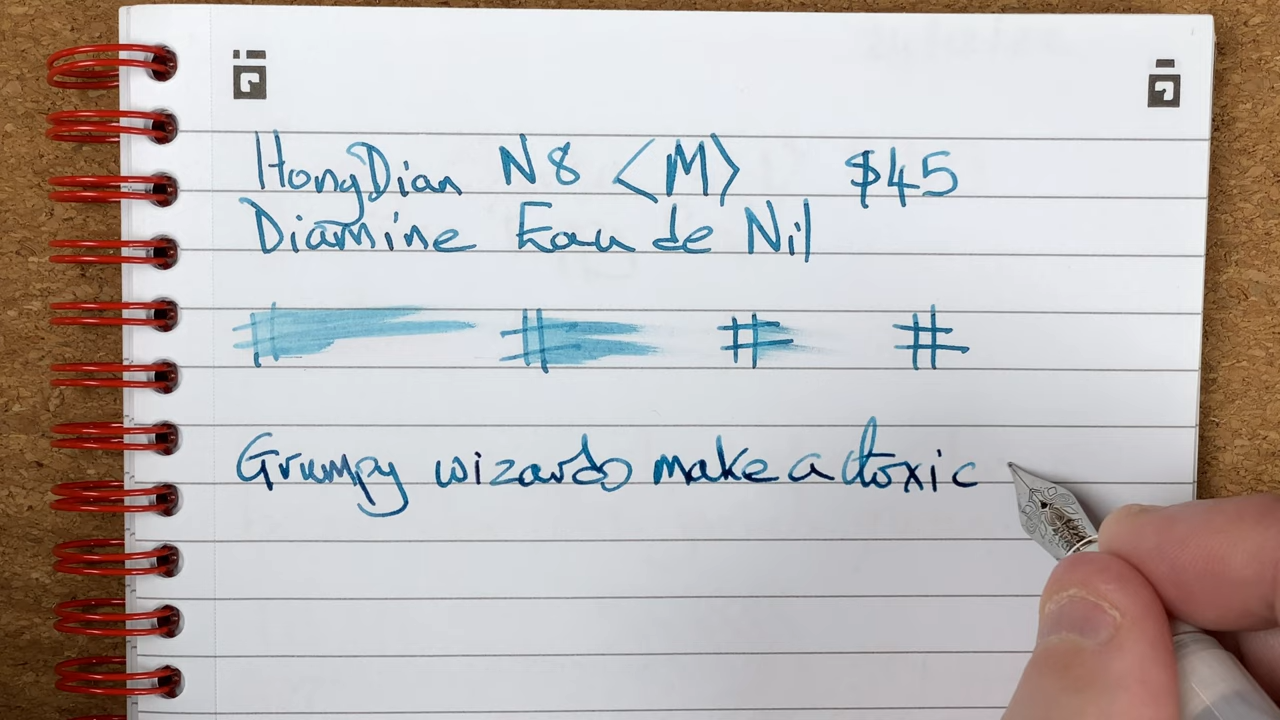 HongDian N8 <M> $45
Diamine Eau de Nil
# # # #
Grumpy wizards make a toxic